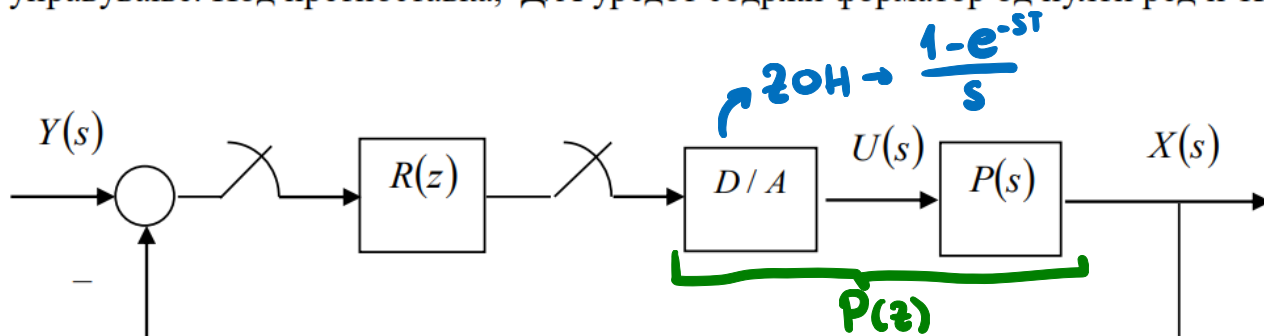 ZOH → (1-e^{-sT})/s
Y(s)
R(z)
D / A
U(s)
P(s)
X(s)
−
P(z)